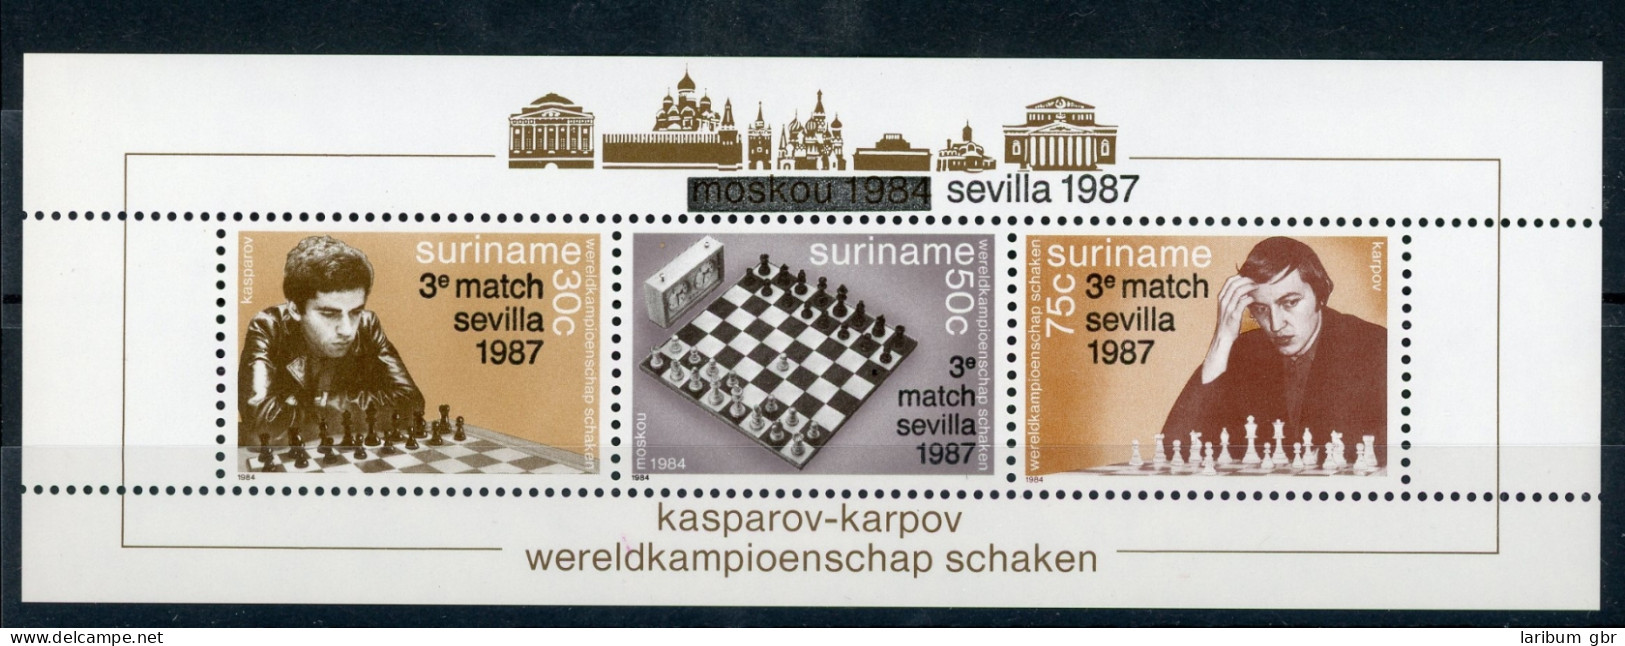 moskou 1984 sevilla 1987
kasparov
suriname
30c
wereldkampioenschap schaken
3e match
sevilla
1987
1984
suriname
50c
wereldkampioenschap schaken
3e
match
sevilla
1987
moskou 1984
1984
suriname
75c
wereldkampioenschap schaken
karpov
3e match
sevilla
1987
1984
kasparov-karpov
wereldkampioenschap schaken
www.delcampe.net
laribum gbr